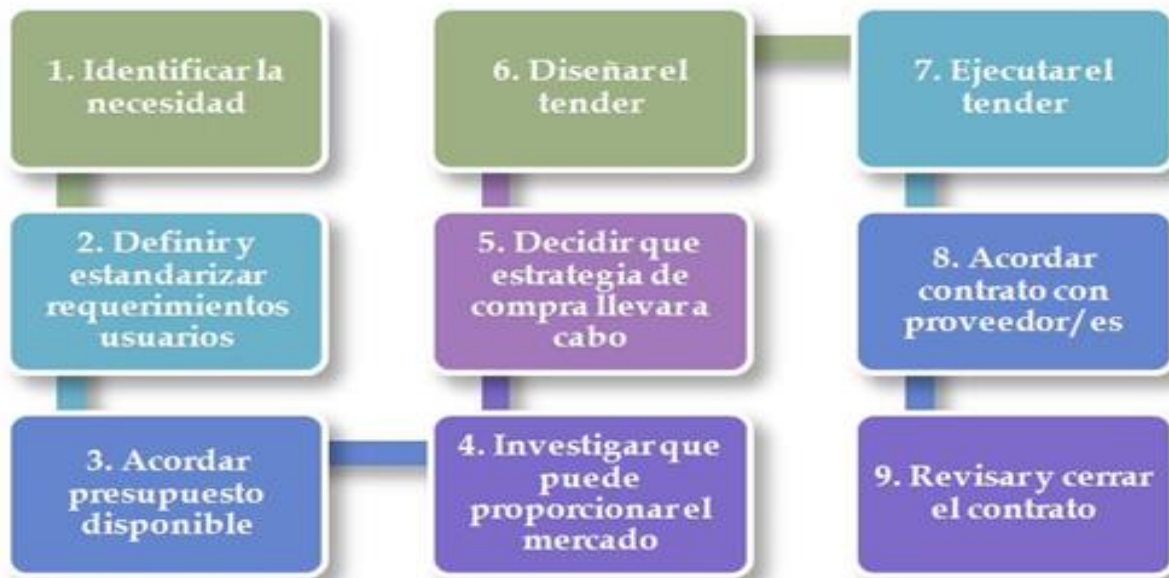 1. Identificar la
necesidad
2. Definir y
estandarizar
requerimientos
usuarios
3. Acordar
presupuesto
disponible
4. Investigar que
puede
proporcionar el
mercado
5. Decidir que
estrategia de
compra llevar a
cabo
6. Diseñar el
tender
7. Ejecutar el
tender
8. Acordar
contrato con
proveedor/es
9. Revisar y cerrar
el contrato